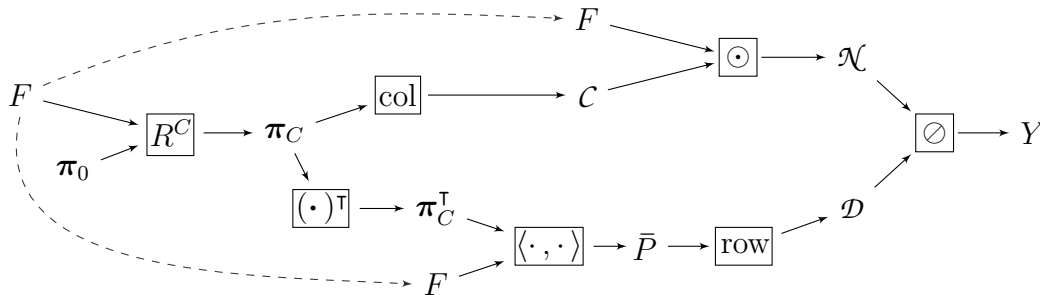 F
F
⊙
𝒩
col
𝒞
R^C
𝝅_C
⊘
Y
𝝅_0
(·)^⊤
𝝅_C^⊤
𝒟
⟨·,·⟩
P̄
row
F